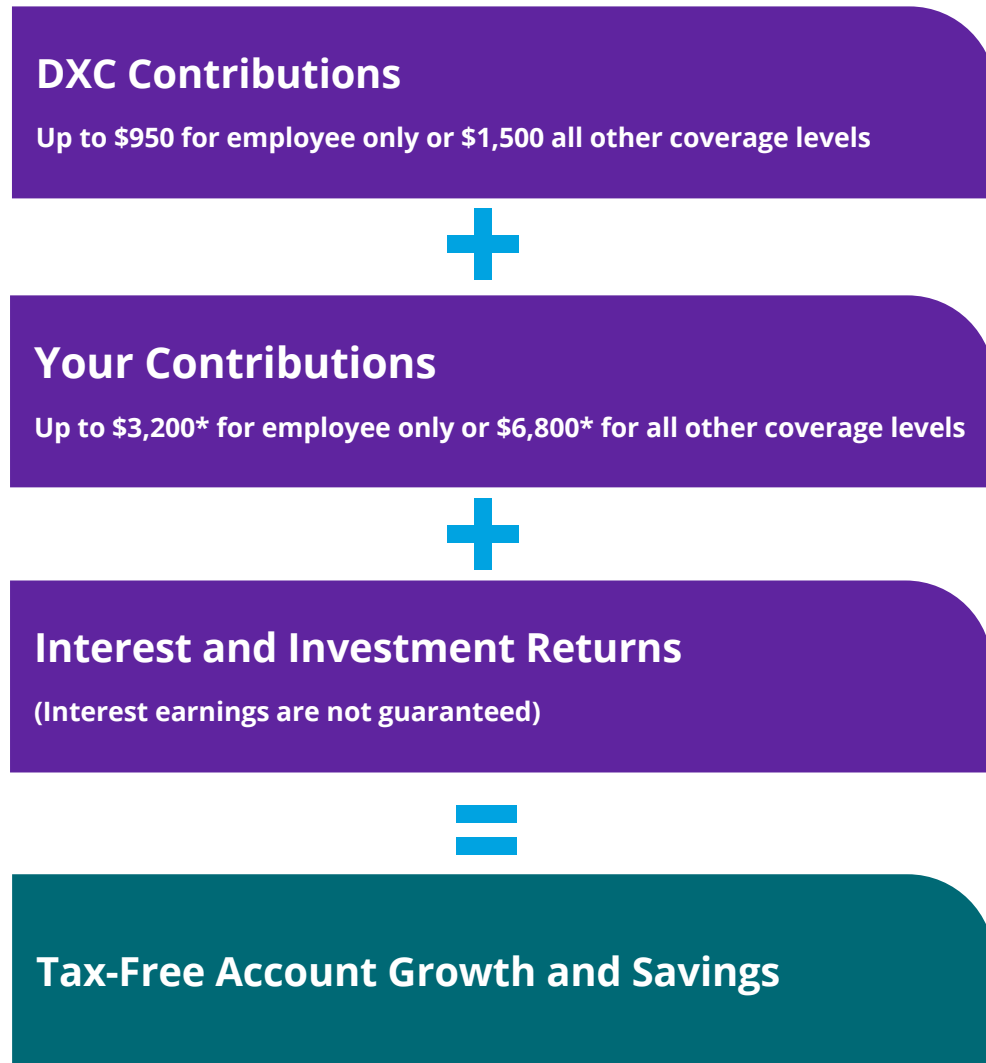 DXC Contributions
Up to $950 for employee only or $1,500 all other coverage levels
+
Your Contributions
Up to $3,200* for employee only or $6,800* for all other coverage levels
+
Interest and Investment Returns
(Interest earnings are not guaranteed)
=
Tax-Free Account Growth and Savings